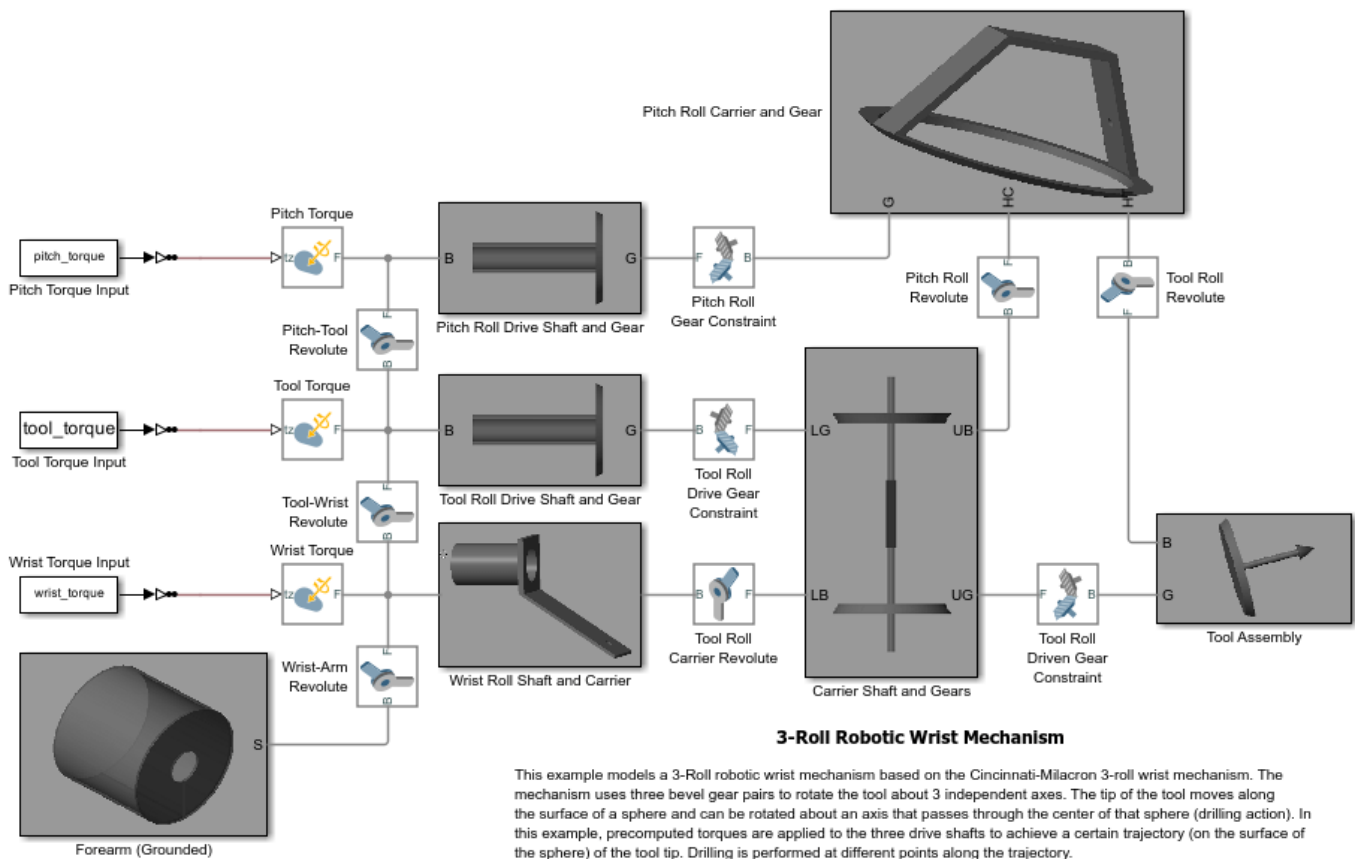 Pitch Roll Carrier and Gear
G
HC
HT
Pitch Torque
pitch_torque
tz
F
B
G
F
B
Pitch Torque Input
Pitch Roll Drive Shaft and Gear
Pitch Roll
Gear Constraint
F
B
Pitch Roll
Revolute
B
F
Tool Roll
Revolute
Pitch-Tool
Revolute
F
B
Tool Torque
tool_torque
tz
F
B
G
B
F
LG
UB
Tool Torque Input
Tool Roll Drive Shaft and Gear
Tool Roll
Drive Gear
Constraint
Tool-Wrist
Revolute
F
B
Wrist Torque Input
Wrist Torque
wrist_torque
tz
F
B
F
LB
UG
F
B
B
G
Wrist Roll Shaft and Carrier
Tool Roll
Carrier Revolute
Carrier Shaft and Gears
Tool Roll
Driven Gear
Constraint
Tool Assembly
Wrist-Arm
Revolute
F
B
S
Forearm (Grounded)
3-Roll Robotic Wrist Mechanism
This example models a 3-Roll robotic wrist mechanism based on the Cincinnati-Milacron 3-roll wrist mechanism. The
mechanism uses three bevel gear pairs to rotate the tool about 3 independent axes. The tip of the tool moves along
the surface of a sphere and can be rotated about an axis that passes through the center of that sphere (drilling action). In
this example, precomputed torques are applied to the three drive shafts to achieve a certain trajectory (on the surface of
the sphere) of the tool tip. Drilling is performed at different points along the trajectory.